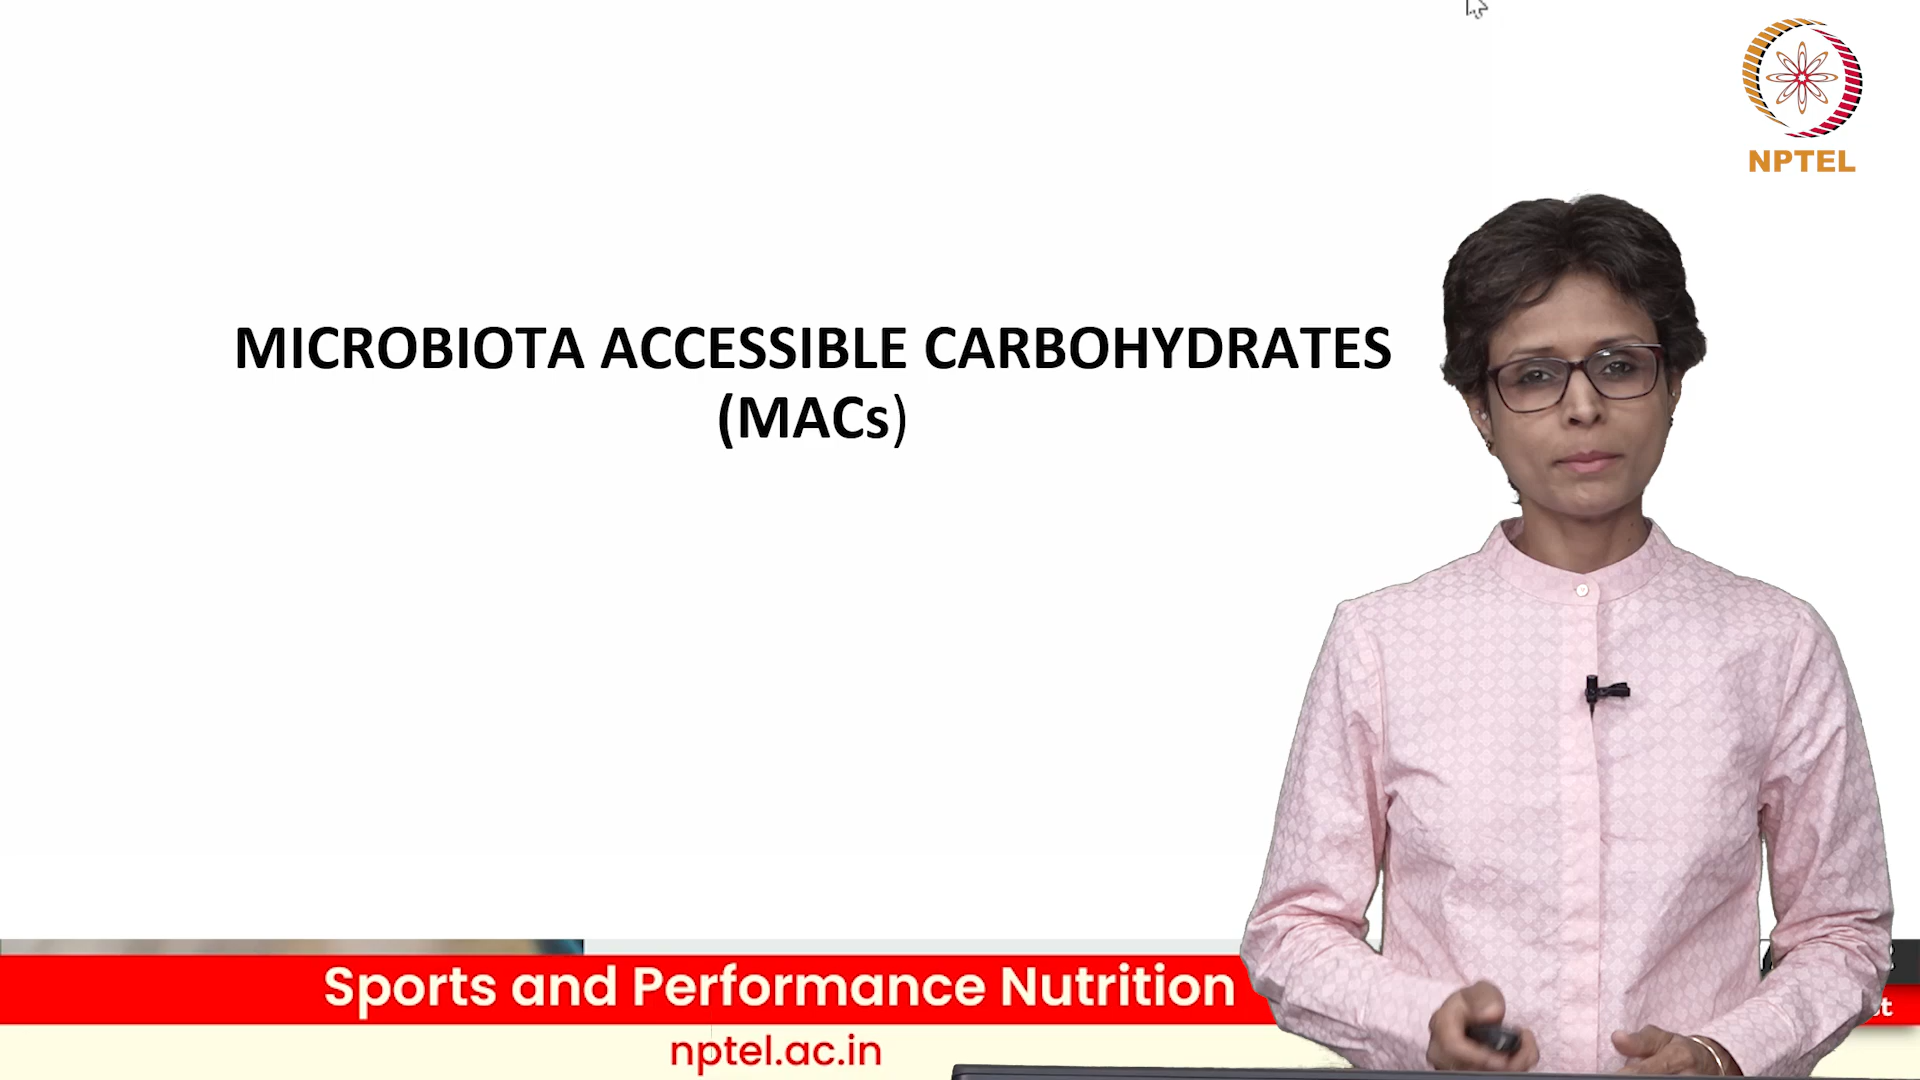 NPTEL
MICROBIOTA ACCESSIBLE CARBOHYDRATES
(MACs)
Sports and Performance Nutrition
nptel.ac.in